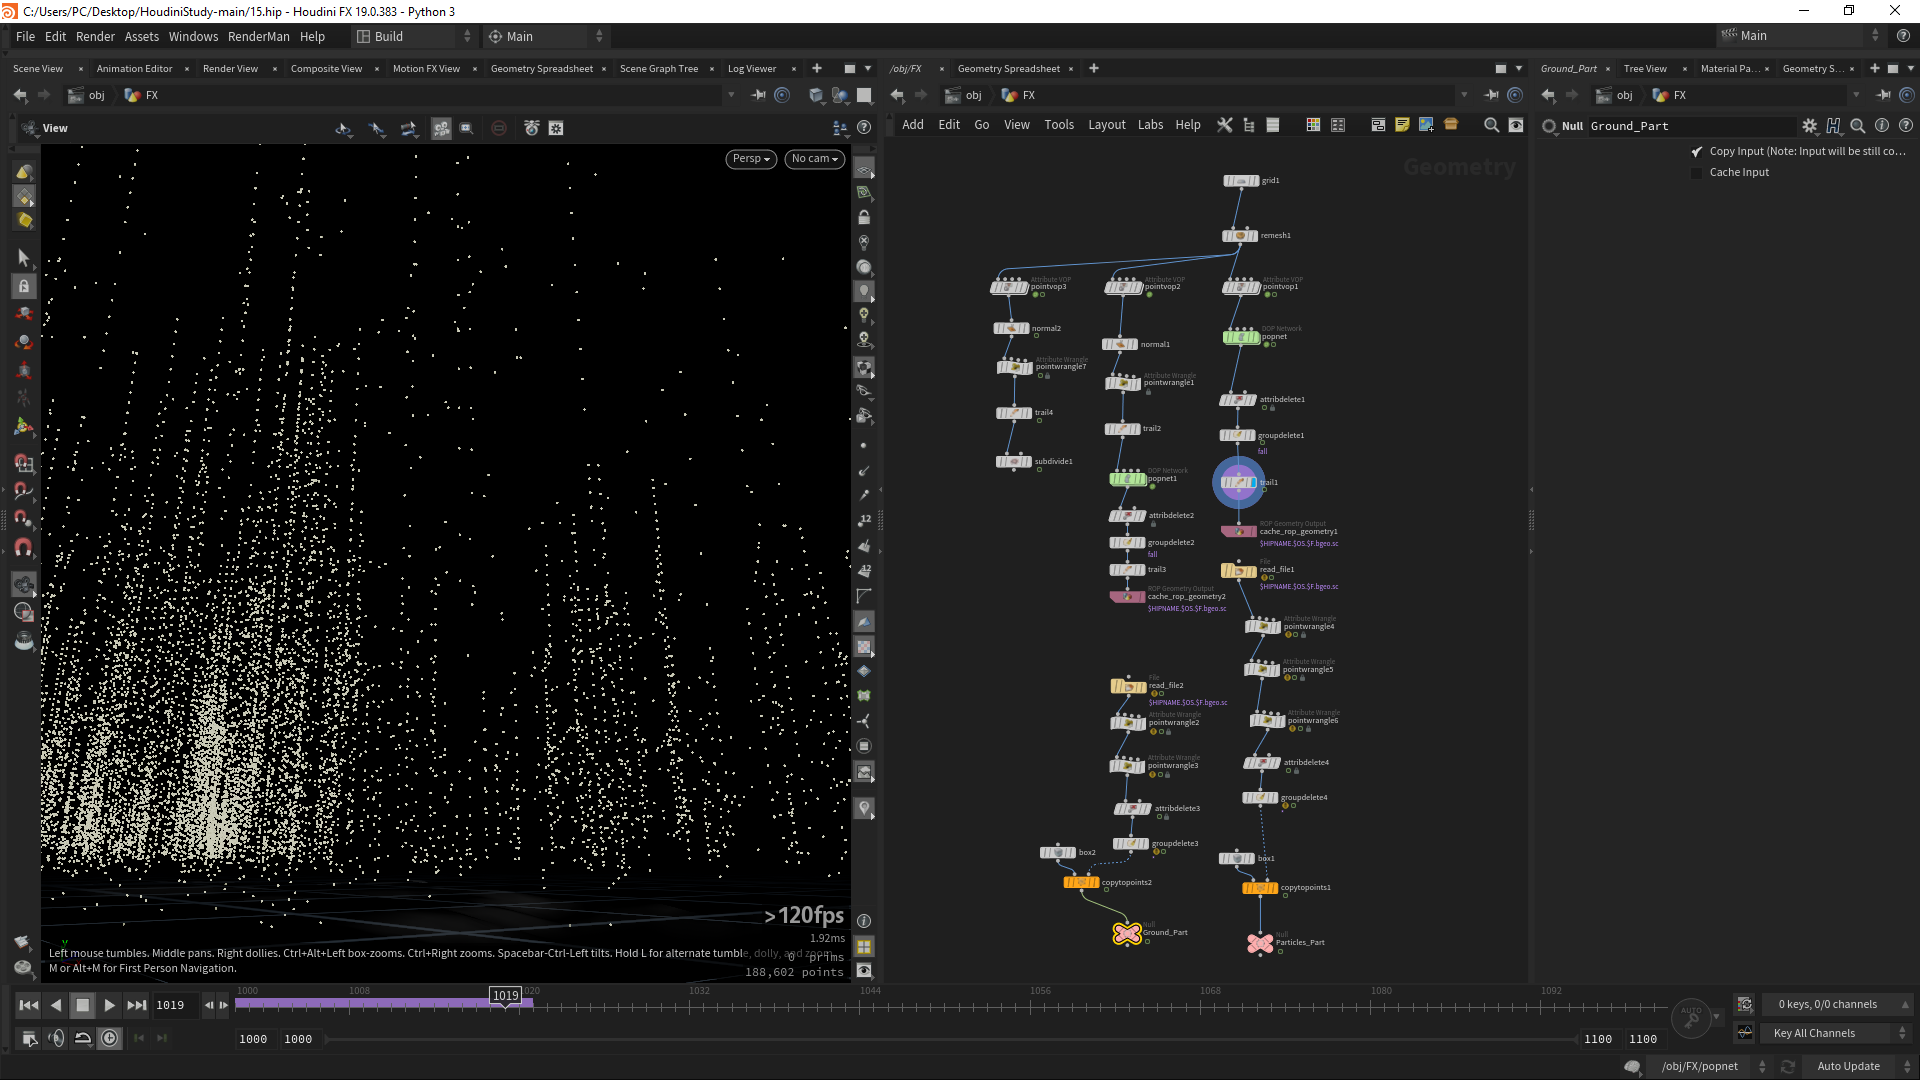 C:/Users/PC/Desktop/HoudiniStudy-main/15.hip - Houdini FX 19.0.383 - Python 3
File Edit Render Assets Windows RenderMan Help Build Main Main
Scene View Animation Editor Render View Composite View Motion FX View Geometry Spreadsheet Scene Graph Tree Log Viewer
/obj/FX Geometry Spreadsheet
Ground_Part Tree View Material Pa... Geometry S...
obj FX
obj FX
obj FX
View
Persp No cam
Add Edit Go View Tools Layout Labs Help
Null Ground_Part
Copy Input (Note: Input will be still co...
Cache Input
Geometry
grid1
remesh1
Attribute VOP
pointvop3
Attribute VOP
pointvop2
Attribute VOP
pointvop1
normal2
DOP Network
popnet
normal1
Attribute Wrangle
pointwrangle7
Attribute Wrangle
pointwrangle1
attribdelete1
trail4
trail2
groupdelete1
fall
subdivide1
DOP Network
popnet1
trail1
attribdelete2
ROP Geometry Output
cache_rop_geometry1
$HIPNAME.$OS.$F.bgeo.sc
groupdelete2
fall
trail3
File
read_file1
$HIPNAME.$OS.$F.bgeo.sc
ROP Geometry Output
cache_rop_geometry2
$HIPNAME.$OS.$F.bgeo.sc
Attribute Wrangle
pointwrangle4
Attribute Wrangle
pointwrangle5
File
read_file2
$HIPNAME.$OS.$F.bgeo.sc
Attribute Wrangle
pointwrangle2
Attribute Wrangle
pointwrangle6
Attribute Wrangle
pointwrangle3
attribdelete4
groupdelete4
attribdelete3
groupdelete3
box2
box1
copytopoints2
copytopoints1
Null
Ground_Part
Null
Particles_Part
12
12
>120fps
1.92ms
Left mouse tumbles. Middle pans. Right dollies. Ctrl+Alt+Left box-zooms. Ctrl+Right zooms. Spacebar-Ctrl-Left tilts. Hold L for alternate tumble, dolly, and zoom.
M or Alt+M for First Person Navigation.
0 prims
188,602 points
y
1019 1000 1008 1019 1020 1032 1044 1056 1068 1080 1092
AUTO
0 keys, 0/0 channels
1000 1000 1100 1100
Key All Channels
/obj/FX/popnet Auto Update